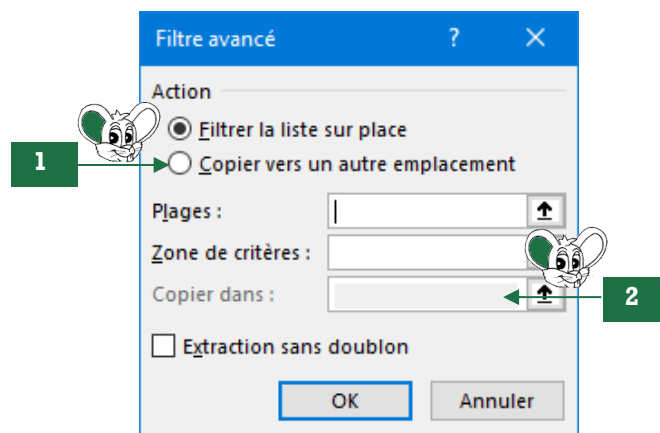 Filtre avancé ? ×
Action
Filtrer la liste sur place
1
Copier vers un autre emplacement
Plages :
Zone de critères :
Copier dans :
2
Extraction sans doublon
OK Annuler